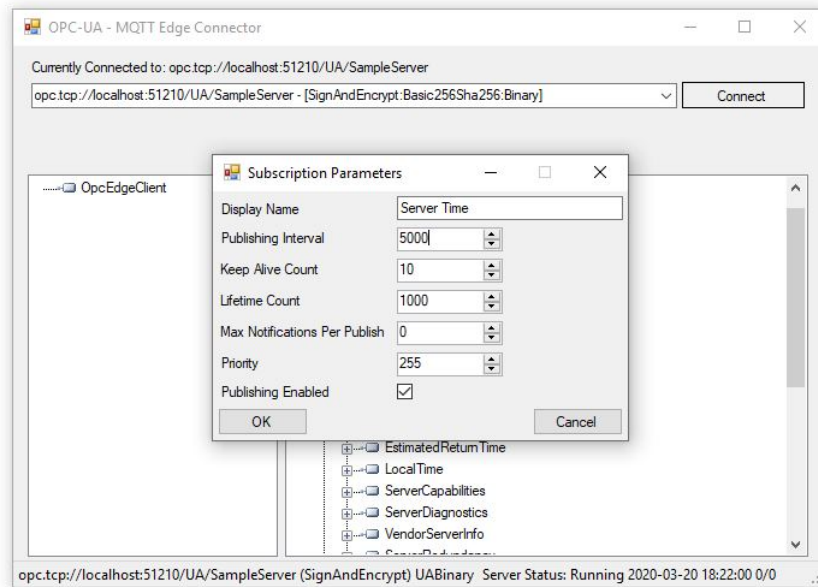 OPC-UA - MQTT Edge Connector
Currently Connected to: opc.tcp://localhost:51210/UA/SampleServer
opc.tcp://localhost:51210/UA/SampleServer - [SignAndEncrypt:Basic256Sha256:Binary]
Connect
OpcEdgeClient
Subscription Parameters
Display Name Server Time
Publishing Interval 5000
Keep Alive Count 10
Lifetime Count 1000
Max Notifications Per Publish 0
Priority 255
Publishing Enabled
OK Cancel
EstimatedReturnTime
LocalTime
ServerCapabilities
ServerDiagnostics
VendorServerInfo
ServerRedundancy
opc.tcp://localhost:51210/UA/SampleServer (SignAndEncrypt) UABinary Server Status: Running 2020-03-20 18:22:00 0/0